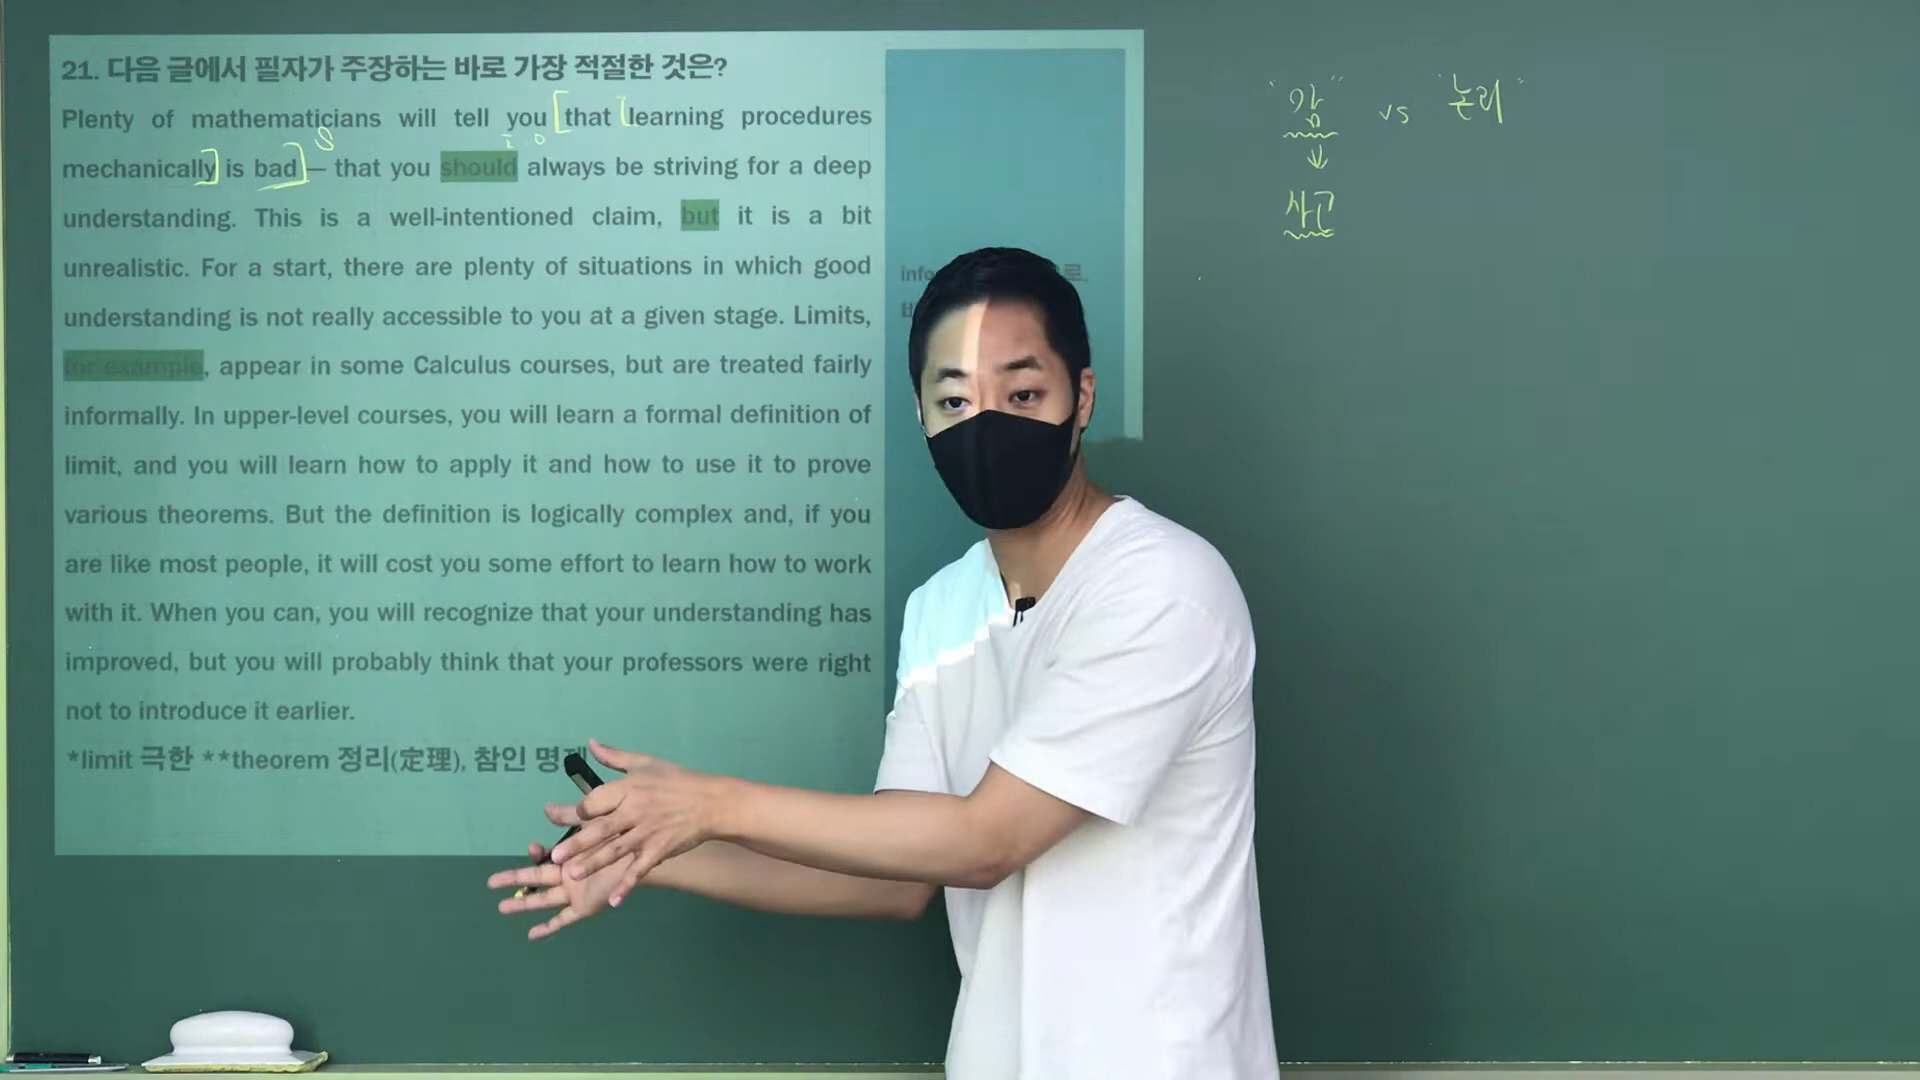 21. 다음 글에서 필자가 주장하는 바로 가장 적절한 것은?
Plenty of mathematicians will tell you [that [learning procedures
mechanically] is bad]— that you should always be striving for a deep
understanding. This is a well-intentioned claim, but it is a bit
unrealistic. For a start, there are plenty of situations in which good
understanding is not really accessible to you at a given stage. Limits,
for example, appear in some Calculus courses, but are treated fairly
informally. In upper-level courses, you will learn a formal definition of
limit, and you will learn how to apply it and how to use it to prove
various theorems. But the definition is logically complex and, if you
are like most people, it will cost you some effort to learn how to work
with it. When you can, you will recognize that your understanding has
improved, but you will probably think that your professors were right
not to introduce it earlier.
*limit 극한 **theorem 정리(定理), 참인 명제
I.O
"암" vs "논리"
↓
사고